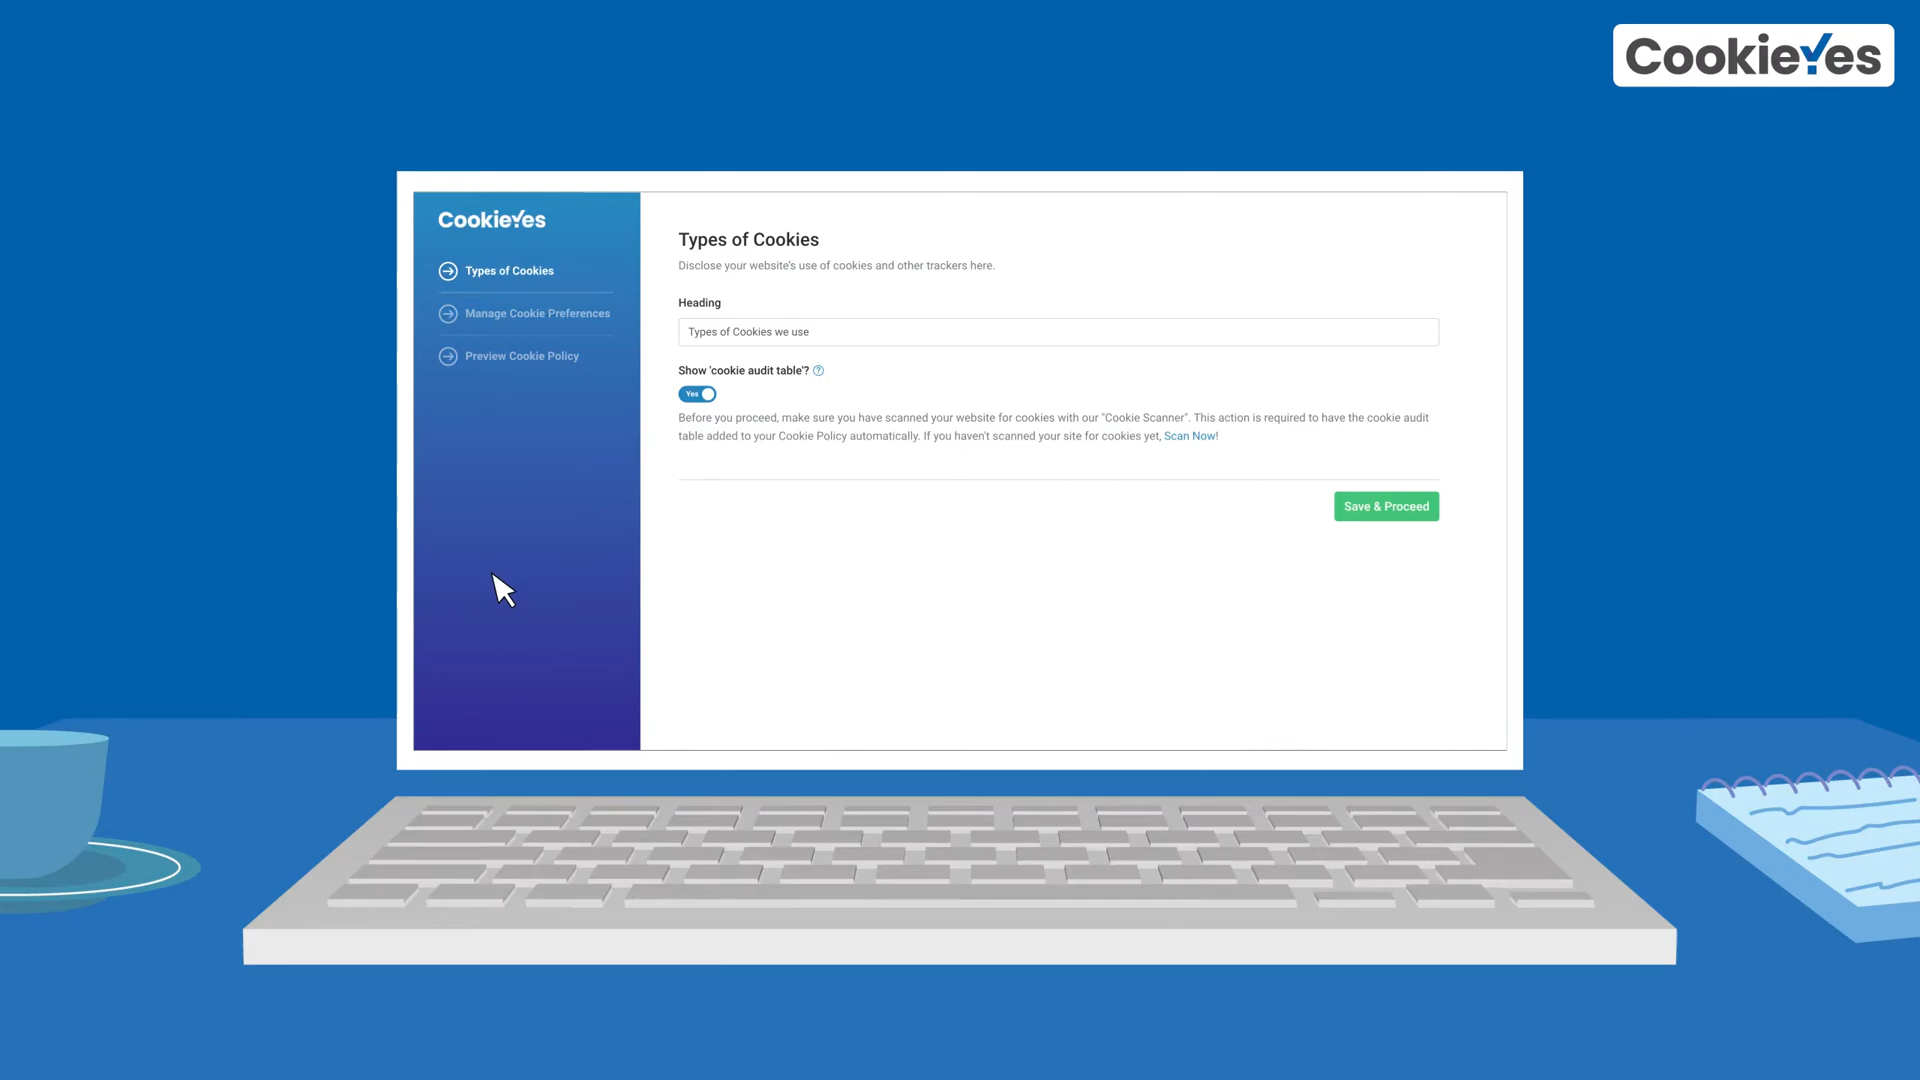 CookieYes
CookieYes
Types of Cookies
Manage Cookie Preferences
Preview Cookie Policy
Types of Cookies
Disclose your website's use of cookies and other trackers here.
Heading
Types of Cookies we use
Show 'cookie audit table'? ?
Yes
Before you proceed, make sure you have scanned your website for cookies with our "Cookie Scanner". This action is required to have the cookie audit
table added to your Cookie Policy automatically. If you haven't scanned your site for cookies yet, Scan Now!
Save & Proceed